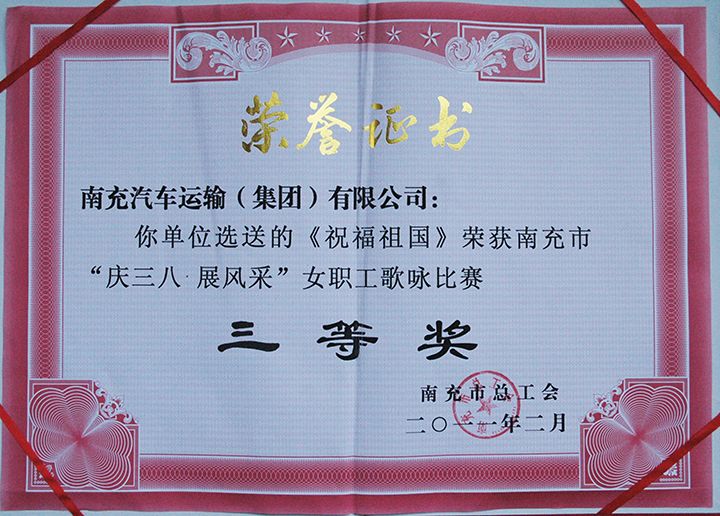 荣誉证书
南充汽车运输（集团）有限公司：
你单位选送的《祝福祖国》荣获南充市
“庆三八·展风采”女职工歌咏比赛
三等奖
南充市总工会
二〇一一年二月